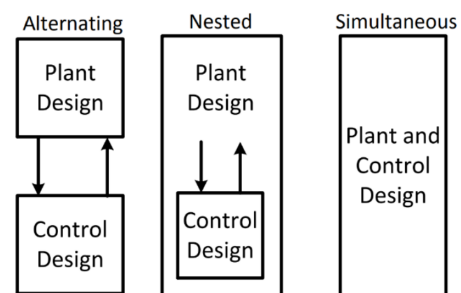 Alternating
Nested
Simultaneous
Plant
Design
Plant
Design
Plant and
Control
Design
Control
Design
Control
Design